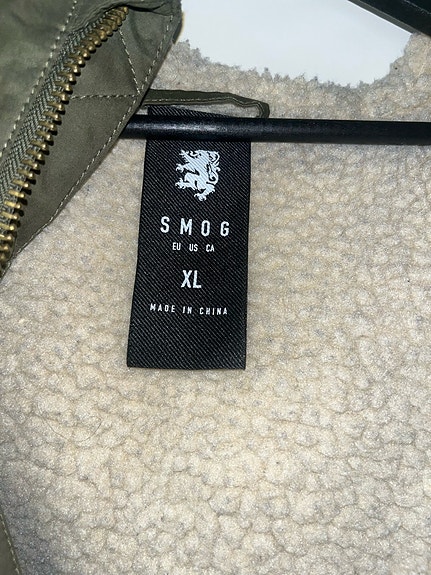 SMOG
EU US CA
XL
MADE IN CHINA